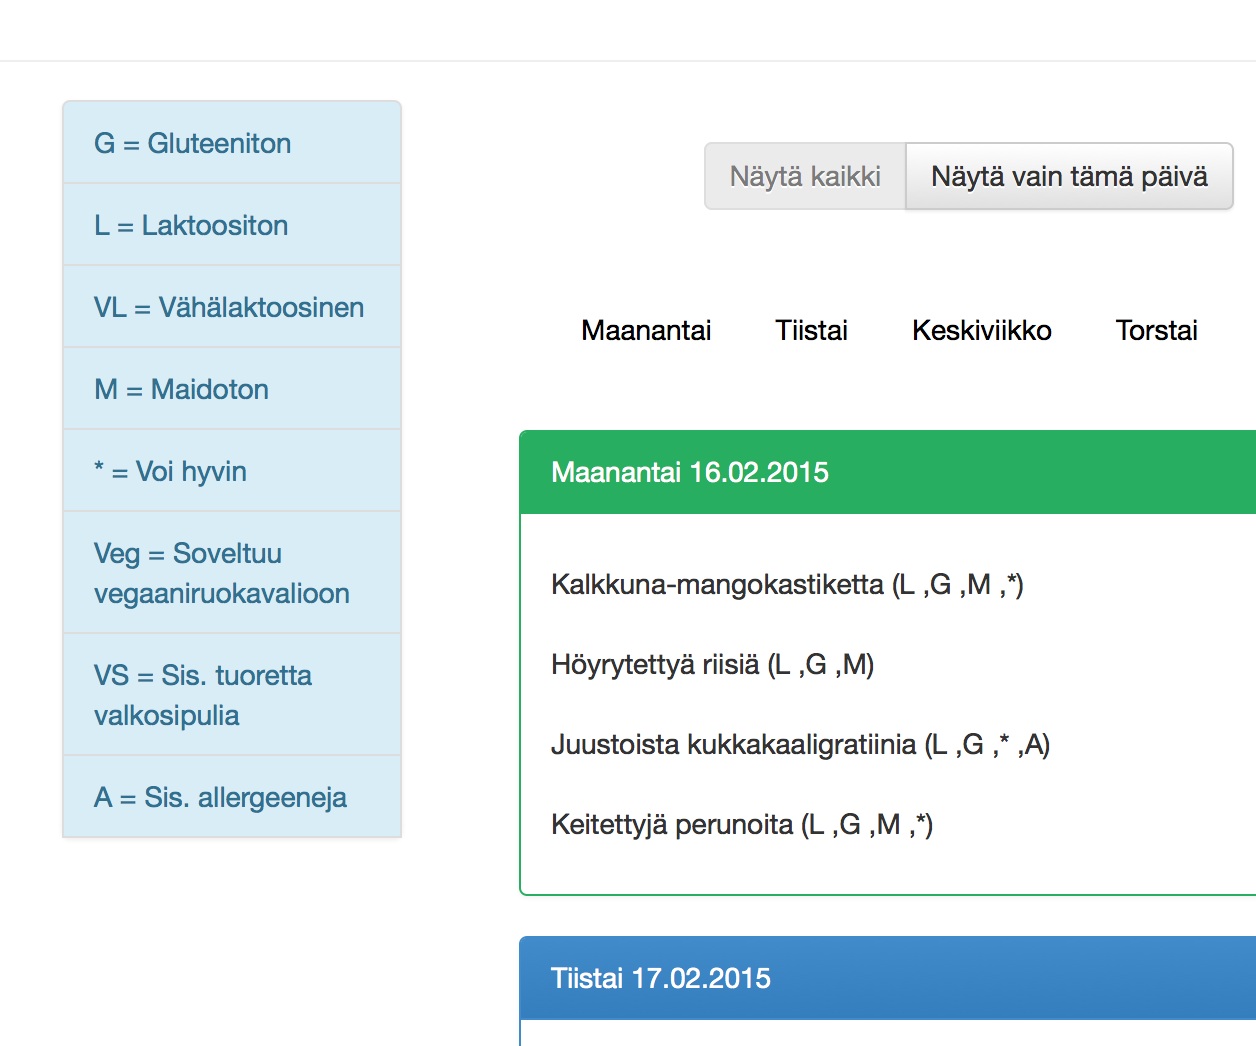 G = Gluteeniton
L = Laktoositon
VL = Vähälaktoosinen
M = Maidoton
* = Voi hyvin
Veg = Soveltuu
vegaaniruokavalioon
VS = Sis. tuoretta
valkosipulia
A = Sis. allergeeneja
Näytä kaikki
Näytä vain tämä päivä
Maanantai Tiistai Keskiviikko Torstai
Maanantai 16.02.2015
Kalkkuna-mangokastiketta (L ,G ,M ,*)
Höyrytettyä riisiä (L ,G ,M)
Juustoista kukkakaaligratiinia (L ,G ,* ,A)
Keitettyjä perunoita (L ,G ,M ,*)
Tiistai 17.02.2015